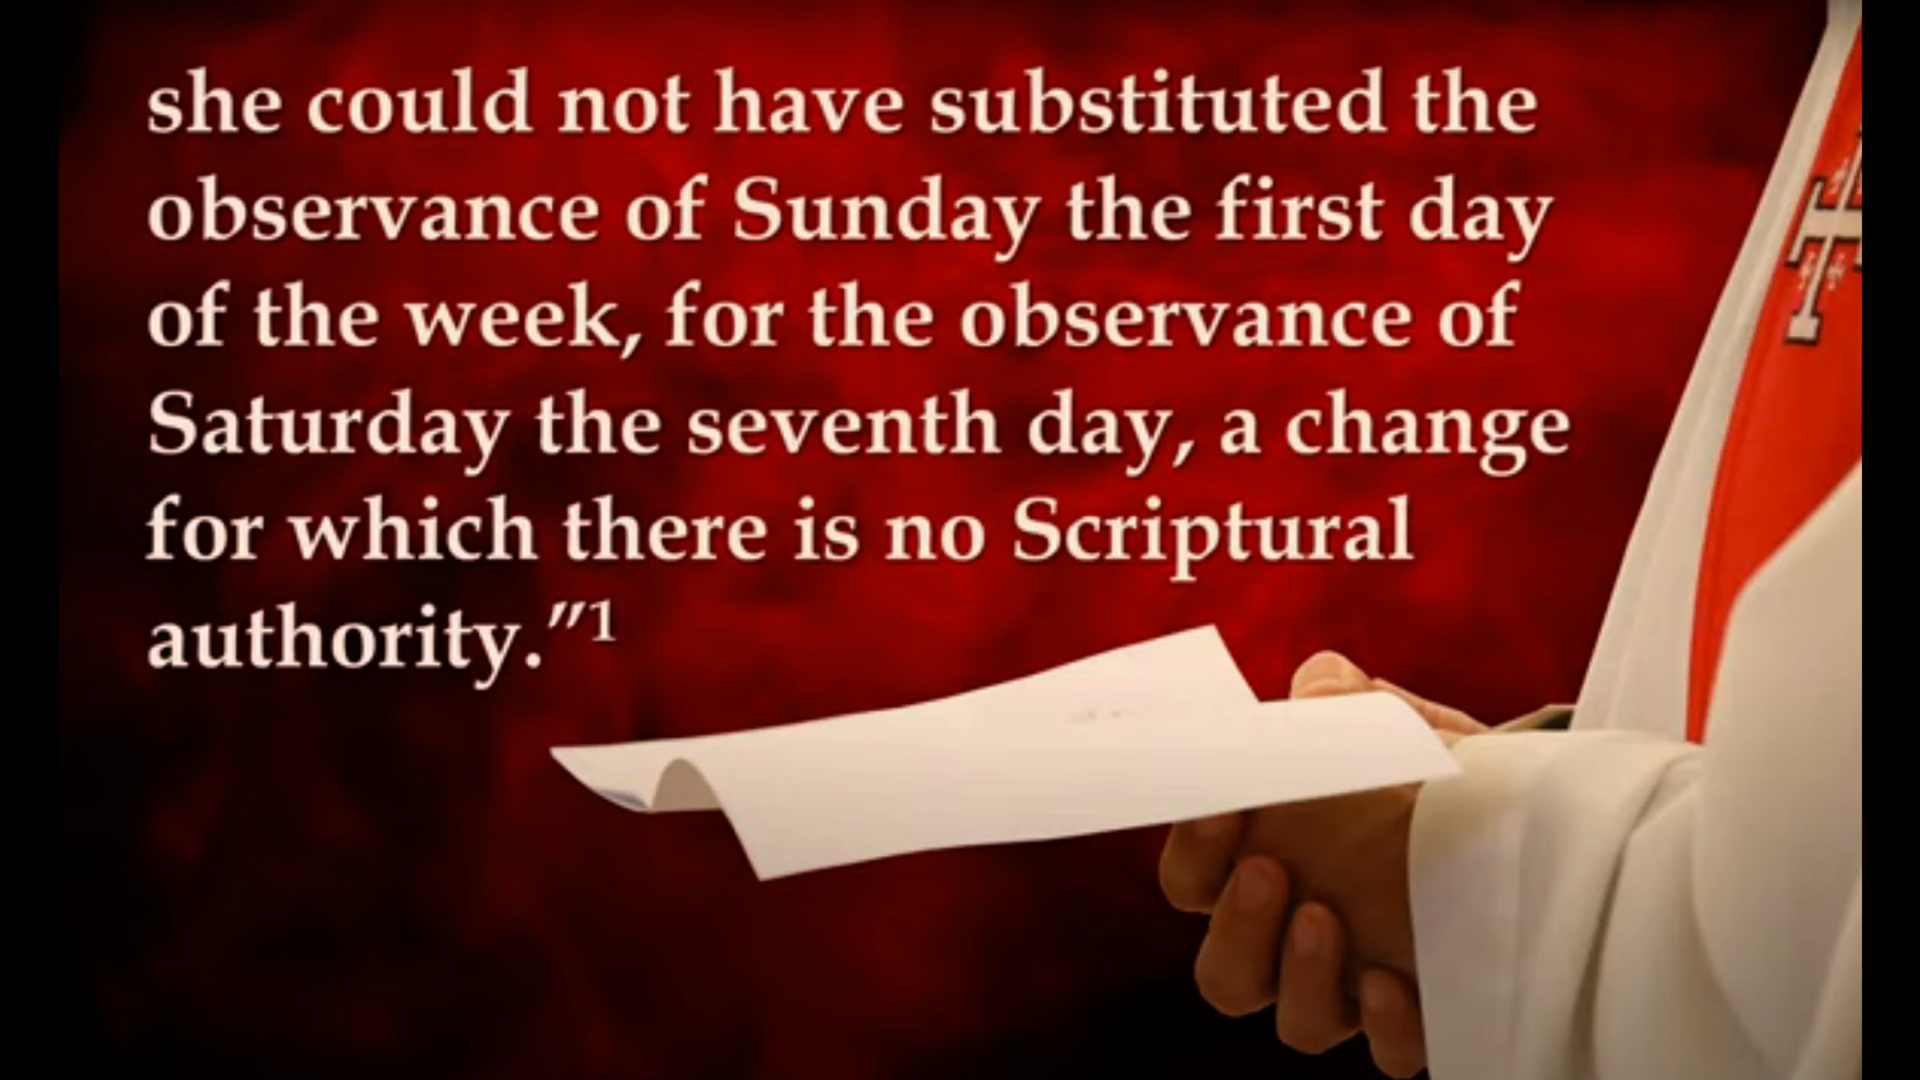 she could not have substituted the
observance of Sunday the first day
of the week, for the observance of
Saturday the seventh day, a change
for which there is no Scriptural
authority.”1